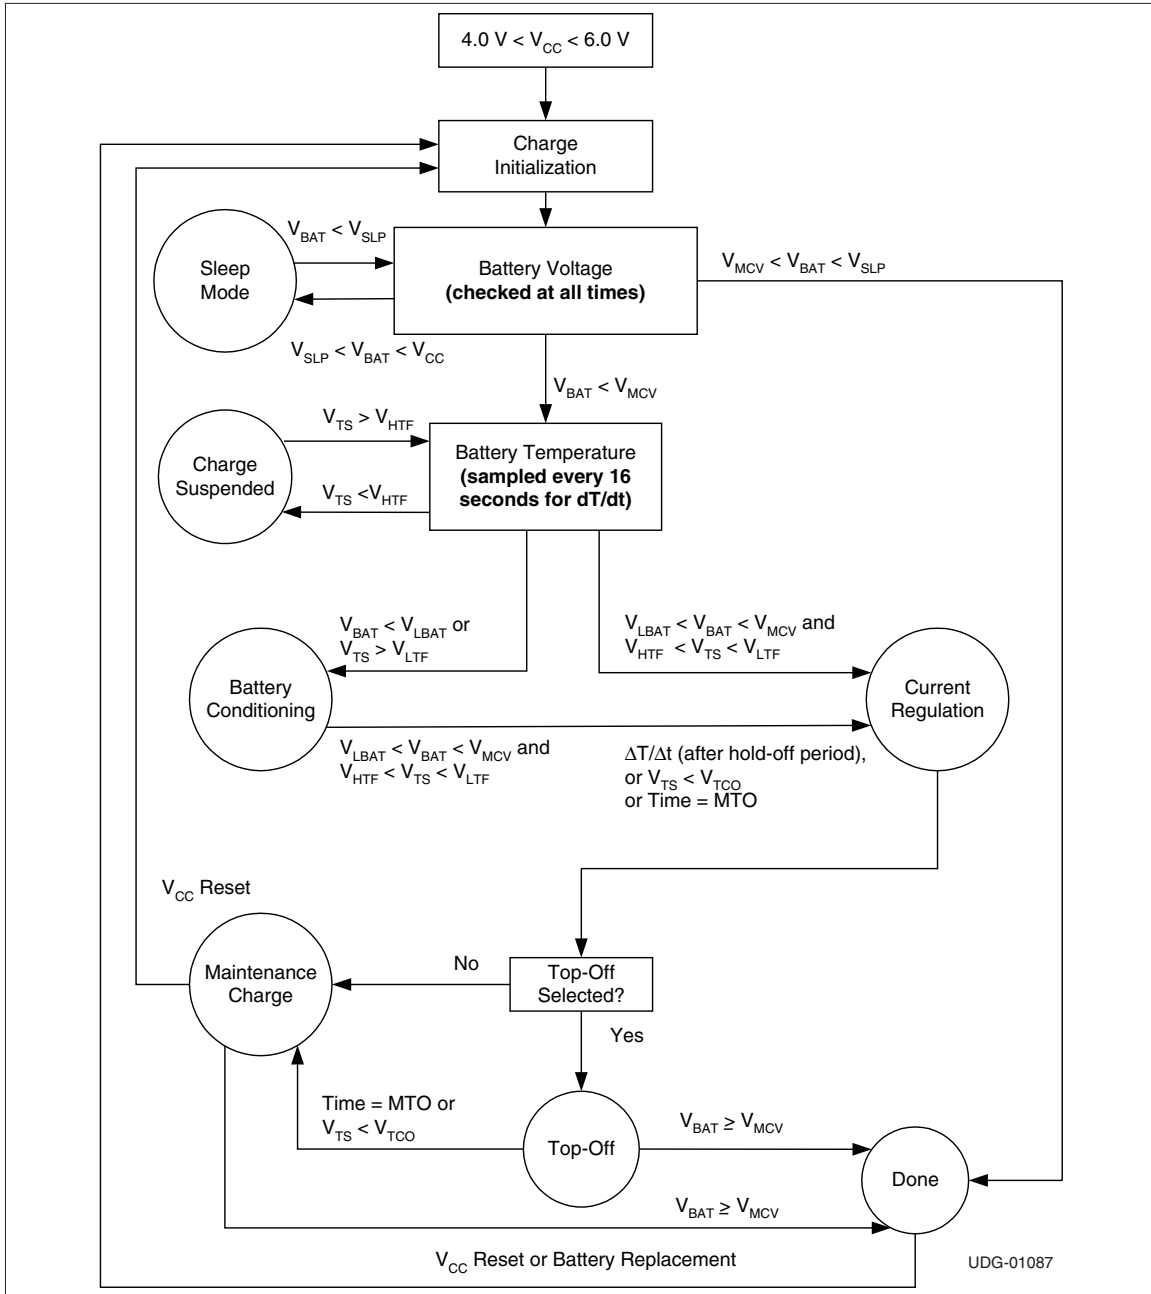 4.0 V < VCC < 6.0 V
Charge
Initialization
VBAT < VSLP
Sleep
Mode
Battery Voltage
(checked at all times)
VMCV < VBAT < VSLP
VSLP < VBAT < VCC
VBAT < VMCV
VTS > VHTF
Charge
Suspended
Battery Temperature
(sampled every 16
seconds for dT/dt)
VTS <VHTF
VBAT < VLBAT or
VTS > VLTF
VLBAT < VBAT < VMCV and
VHTF < VTS < VLTF
Battery
Conditioning
Current
Regulation
VLBAT < VBAT < VMCV and
VHTF < VTS < VLTF
ΔT/Δt (after hold-off period),
or VTS < VTCO
or Time = MTO
VCC Reset
Maintenance
Charge
No
Top-Off
Selected?
Yes
Time = MTO or
VTS < VTCO
Top-Off
VBAT ≥ VMCV
Done
VBAT ≥ VMCV
VCC Reset or Battery Replacement
UDG-01087